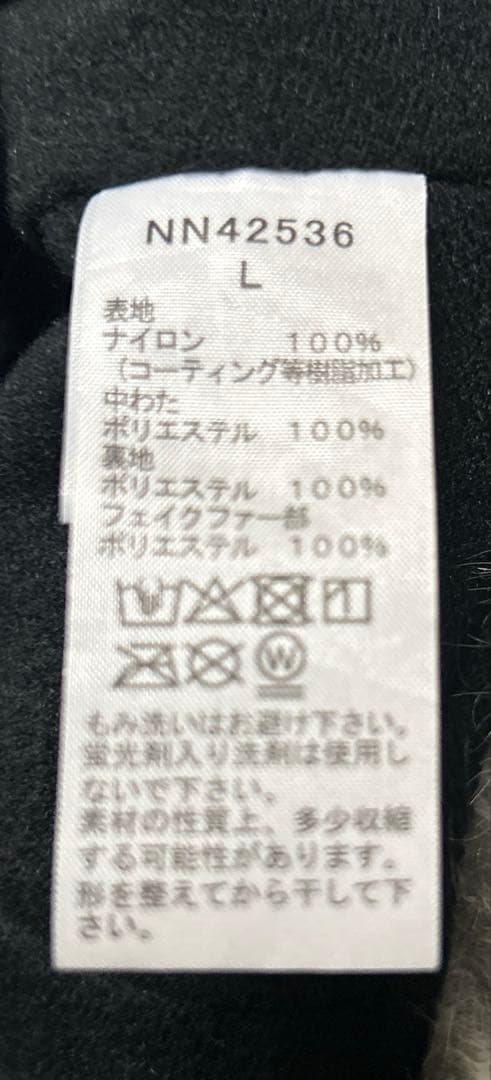 NN42536
L
表地
ナイロン 100%
(コーティング等樹脂加工)
中わた
ポリエステル 100%
裏地
ポリエステル 100%
フェイクファー部
ポリエステル 100%
W
もみ洗いはお避け下さい。
蛍光剤入り洗剤は使用し
ないで下さい。
素材の性質上、多少収縮
する可能性があります。
形を整えてから干して下
さい。